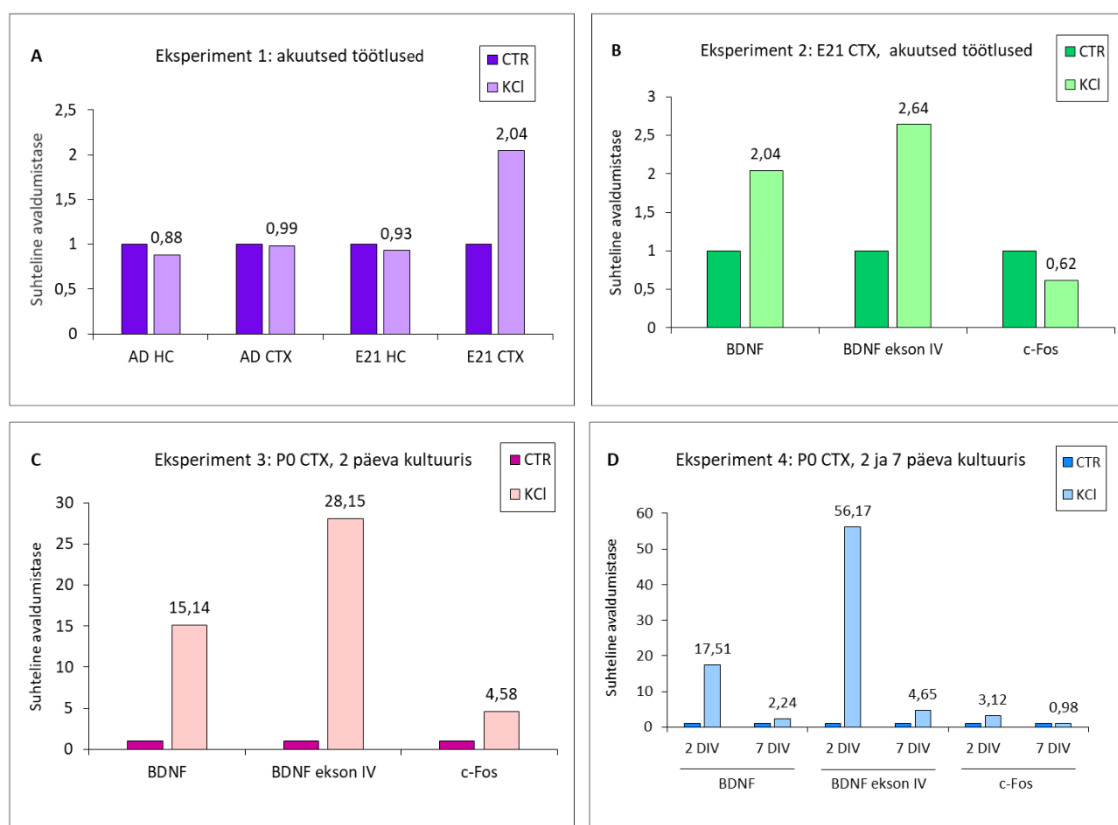 A
Eksperiment 1: akuutsed töötlused
CTR
KCl
Suhteline avaldumistase
2,5
2
1,5
1
0,5
0
0,88
0,99
0,93
2,04
AD HC
AD CTX
E21 HC
E21 CTX
B
Eksperiment 2: E21 CTX, akuutsed töötlused
CTR
KCl
Suhteline avaldumistase
3
2,5
2
1,5
1
0,5
0
2,04
2,64
0,62
BDNF
BDNF ekson IV
c-Fos
C
Eksperiment 3: P0 CTX, 2 päeva kultuuris
CTR
KCl
Suhteline avaldumistase
30
25
20
15
10
5
0
15,14
28,15
4,58
BDNF
BDNF ekson IV
c-Fos
D
Eksperiment 4: P0 CTX, 2 ja 7 päeva kultuuris
CTR
KCl
Suhteline avaldumistase
60
50
40
30
20
10
0
17,51
2,24
56,17
4,65
3,12
0,98
2 DIV
7 DIV
2 DIV
7 DIV
2 DIV
7 DIV
BDNF
BDNF ekson IV
c-Fos